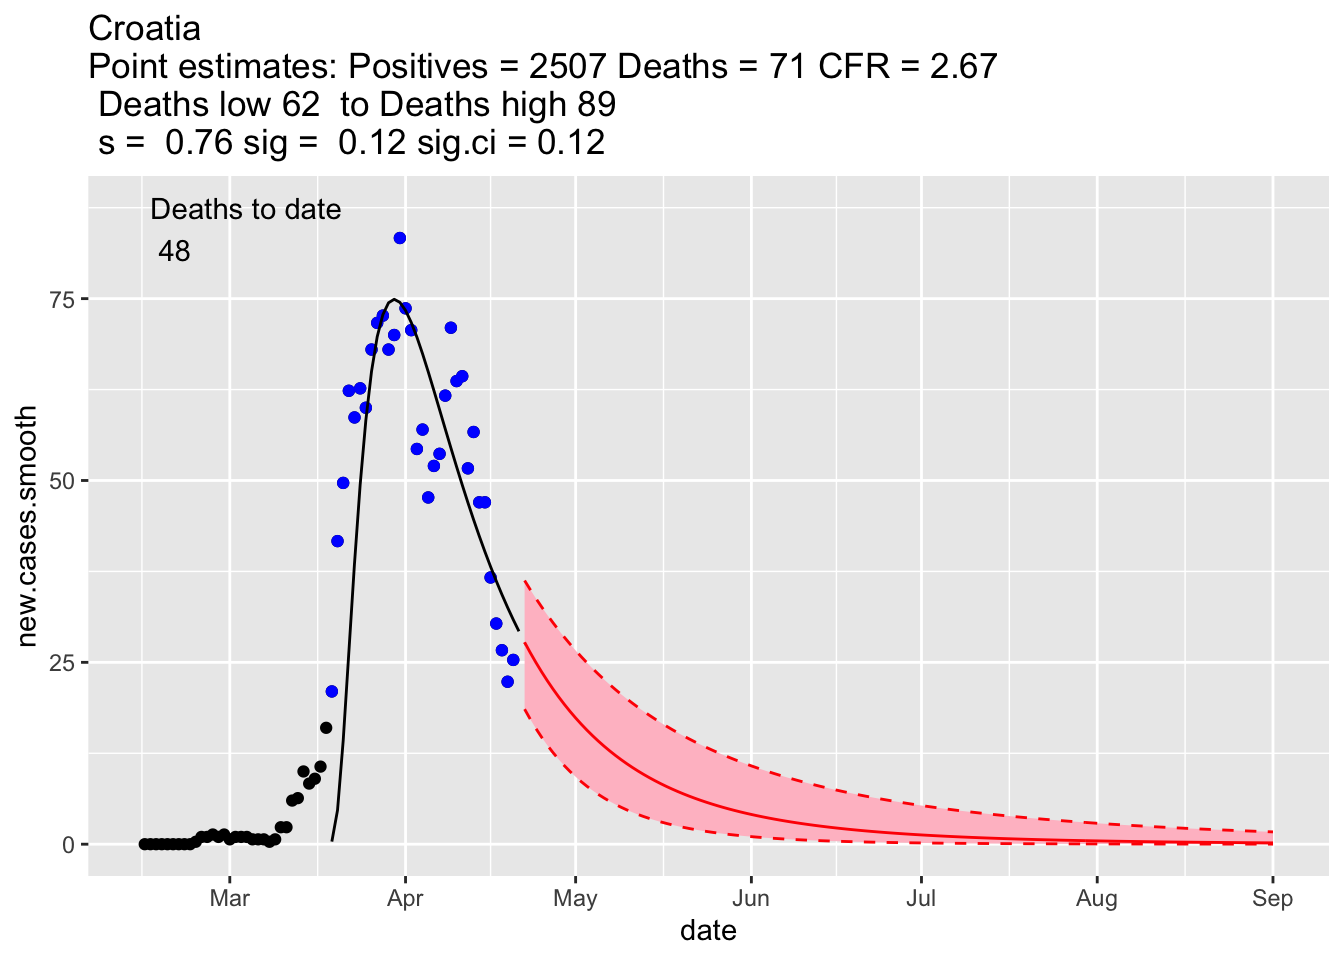 Croatia
Point estimates: Positives = 2507 Deaths = 71 CFR = 2.67
Deaths low 62  to Deaths high 89
s =  0.76 sig =  0.12 sig.ci = 0.12
Deaths to date
48
75
50
25
0
new.cases.smooth
Mar Apr May Jun Jul Aug Sep
date